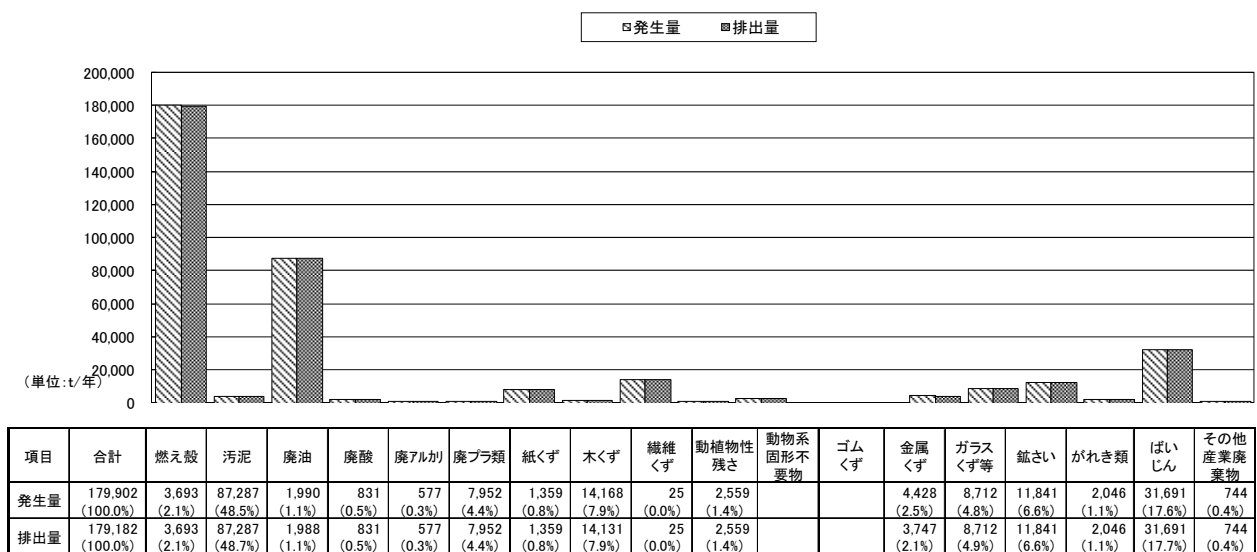 発生量 排出量
200,000
180,000
160,000
140,000
120,000
100,000
80,000
60,000
40,000
20,000
0
（単位:t/年）
項目 合計 燃え殻 汚泥 廃油 廃酸 廃アルカリ 廃プラ類 紙くず 木くず 繊維くず 動植物性残さ 動物系固形不要物 ゴムくず 金属くず ガラスくず等 鉱さい がれき類 ばいじん その他産業廃棄物
発生量 179,902 3,693 87,287 1,990 831 577 7,952 1,359 14,168 25 2,559 4,428 8,712 11,841 2,046 31,691 744
(100.0%) (2.1%) (48.5%) (1.1%) (0.5%) (0.3%) (4.4%) (0.8%) (7.9%) (0.0%) (1.4%) (2.5%) (4.8%) (6.6%) (1.1%) (17.6%) (0.4%)
排出量 179,182 3,693 87,287 1,988 831 577 7,952 1,359 14,131 25 2,559 3,747 8,712 11,841 2,046 31,691 744
(100.0%) (2.1%) (48.7%) (1.1%) (0.5%) (0.3%) (4.4%) (0.8%) (7.9%) (0.0%) (1.4%) (2.1%) (4.9%) (6.6%) (1.1%) (17.7%) (0.4%)